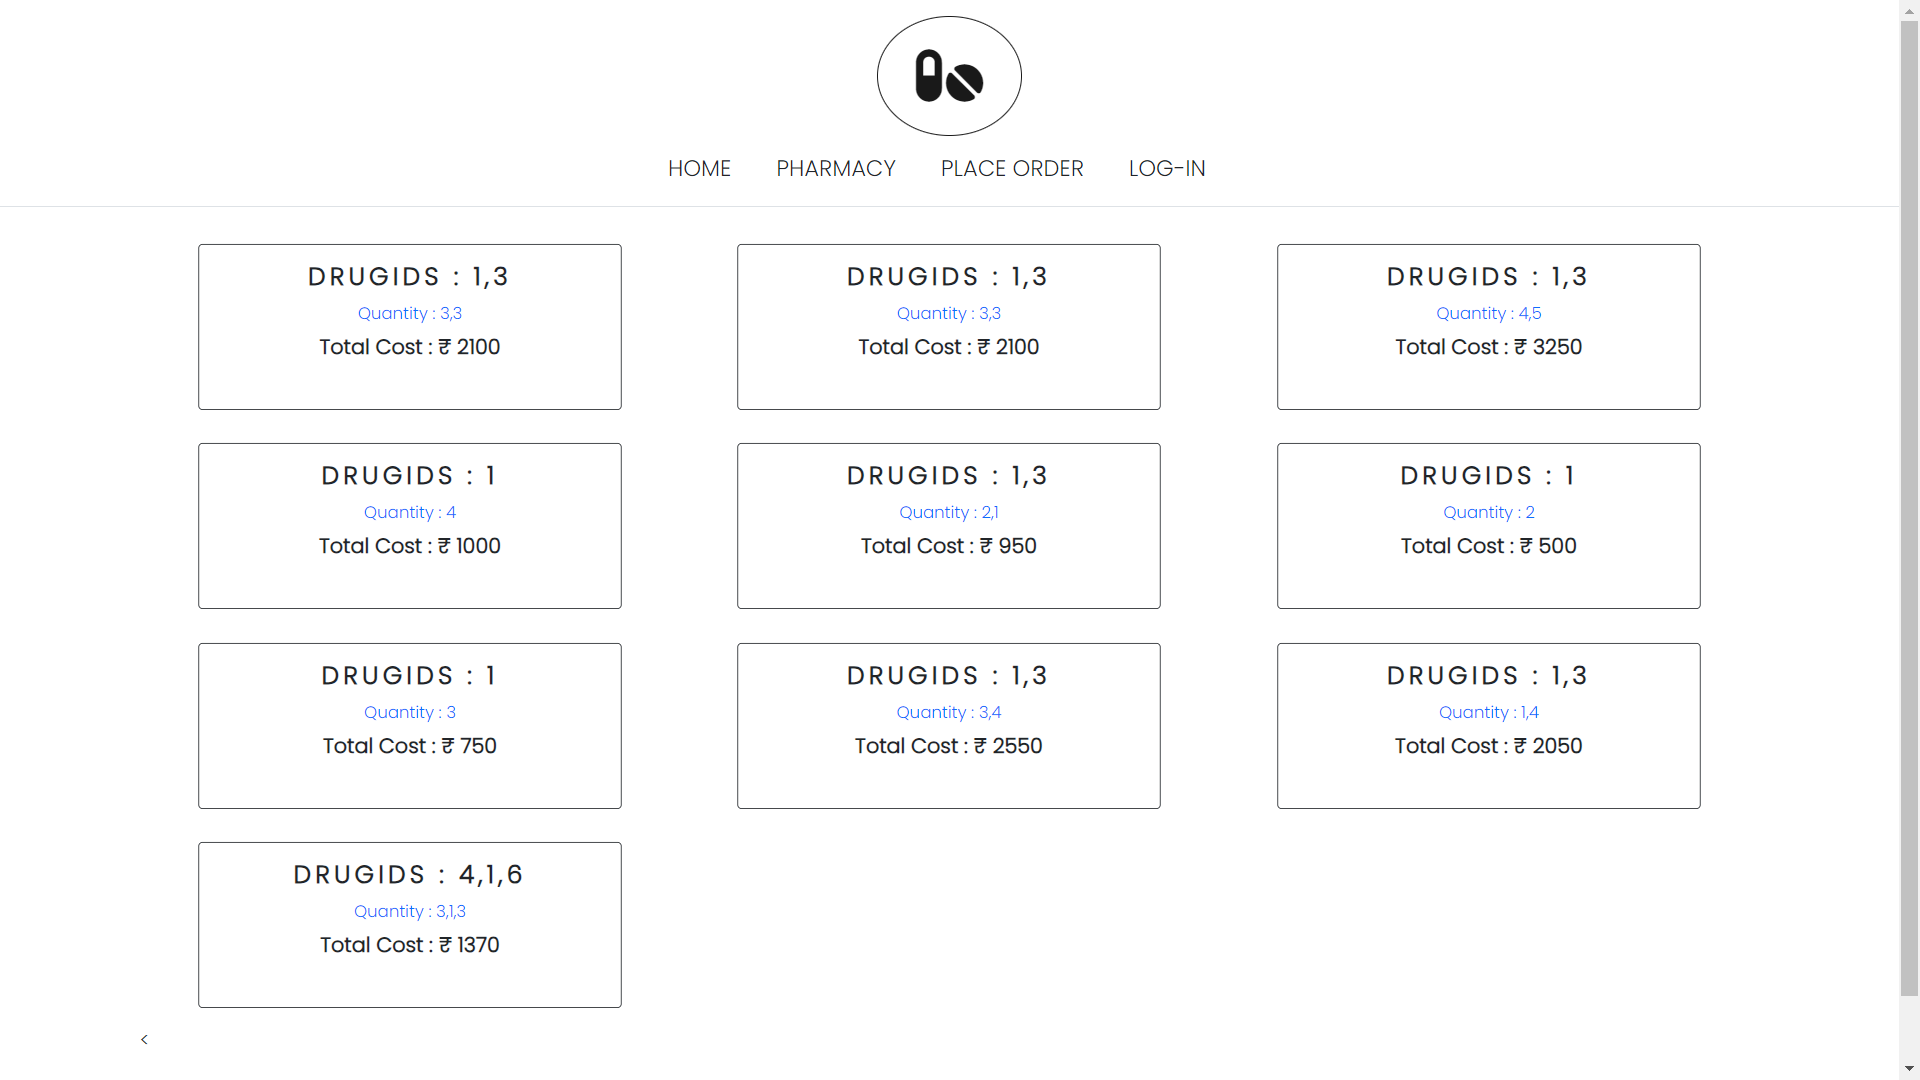 HOME PHARMACY PLACE ORDER LOG-IN
DRUGIDS : 1,3
Quantity : 3,3
Total Cost : ₹ 2100
DRUGIDS : 1,3
Quantity : 3,3
Total Cost : ₹ 2100
DRUGIDS : 1,3
Quantity : 4,5
Total Cost : ₹ 3250
DRUGIDS : 1
Quantity : 4
Total Cost : ₹ 1000
DRUGIDS : 1,3
Quantity : 2,1
Total Cost : ₹ 950
DRUGIDS : 1
Quantity : 2
Total Cost : ₹ 500
DRUGIDS : 1
Quantity : 3
Total Cost : ₹ 750
DRUGIDS : 1,3
Quantity : 3,4
Total Cost : ₹ 2550
DRUGIDS : 1,3
Quantity : 1,4
Total Cost : ₹ 2050
DRUGIDS : 4,1,6
Quantity : 3,1,3
Total Cost : ₹ 1370
<